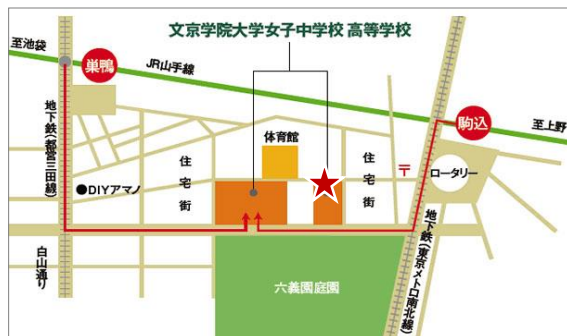 文京学院大学女子中学校 高等学校
至池袋
巣鴨
JR山手線
駒込
至上野
地下鉄(都営三田線)
住宅街
体育館
住宅街
〒
ロータリー
●DIYアマノ
白山通り
六義園庭園
地下鉄(東京メトロ南北線)